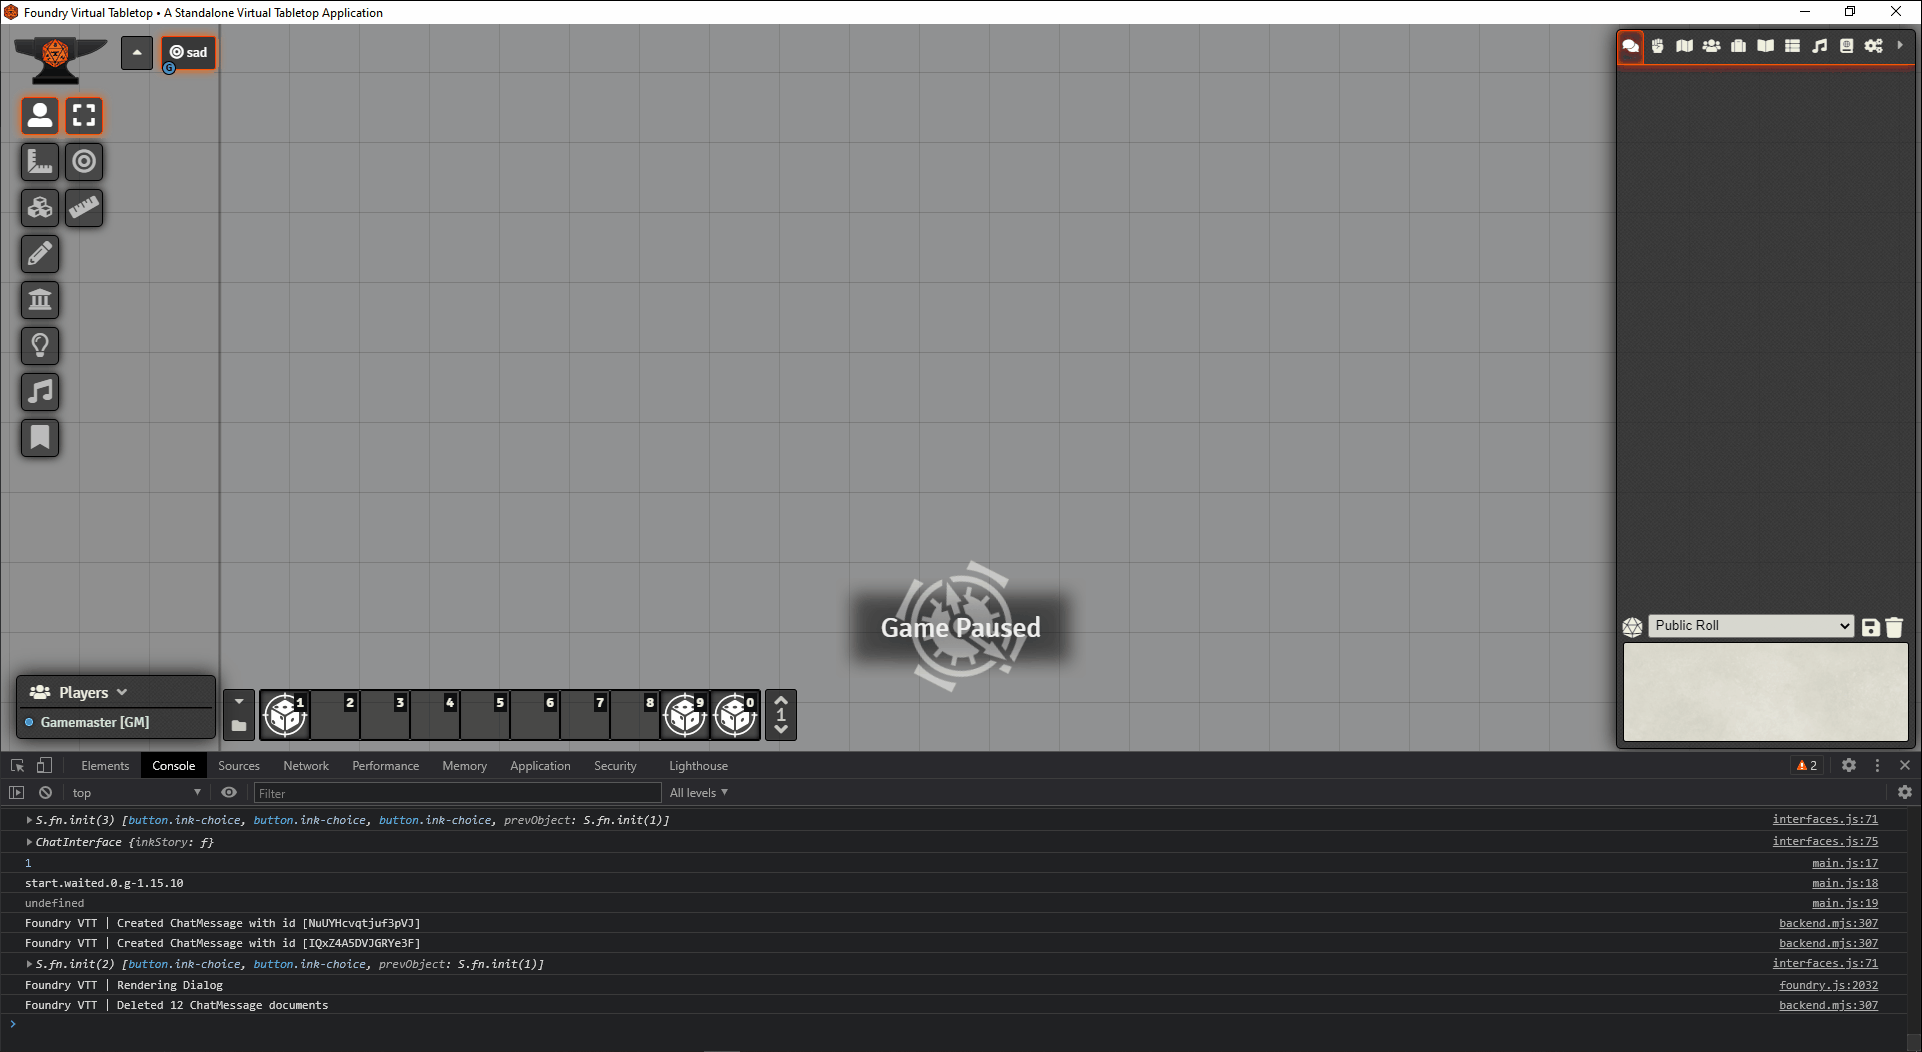 Foundry Virtual Tabletop • A Standalone Virtual Tabletop Application
sad
G
Public Roll
Game Paused
Players
Gamemaster [GM]
1 2 3 4 5 6 7 8 9 0
1
Elements Console Sources Network Performance Memory Application Security Lighthouse 2
top Filter All levels
S.fn.init(3) [button.ink-choice, button.ink-choice, button.ink-choice, prevObject: S.fn.init(1)] interfaces.js:71
ChatInterface {inkStory: ƒ} interfaces.js:75
1 main.js:17
start.waited.0.g-1.15.10 main.js:18
undefined main.js:19
Foundry VTT | Created ChatMessage with id [NuUYHcvqtjuf3pVJ] backend.mjs:307
Foundry VTT | Created ChatMessage with id [IQxZ4A5DVJGRYe3F] backend.mjs:307
S.fn.init(2) [button.ink-choice, button.ink-choice, prevObject: S.fn.init(1)] interfaces.js:71
Foundry VTT | Rendering Dialog foundry.js:2032
Foundry VTT | Deleted 12 ChatMessage documents backend.mjs:307